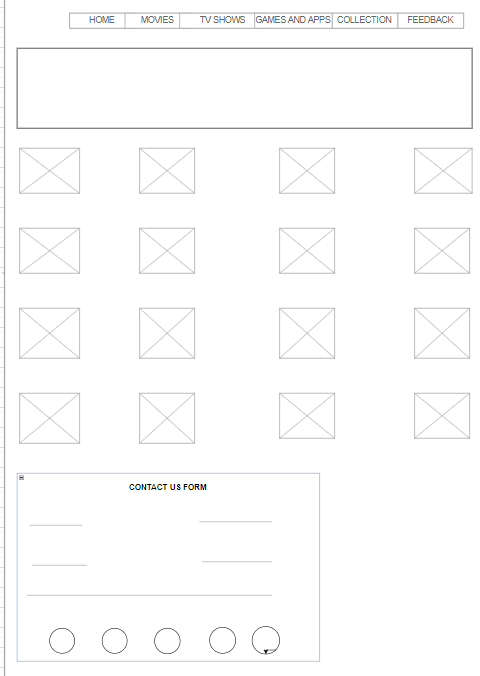 HOME MOVIES TV SHOWS GAMES AND APPS COLLECTION FEEDBACK
CONTACT US FORM